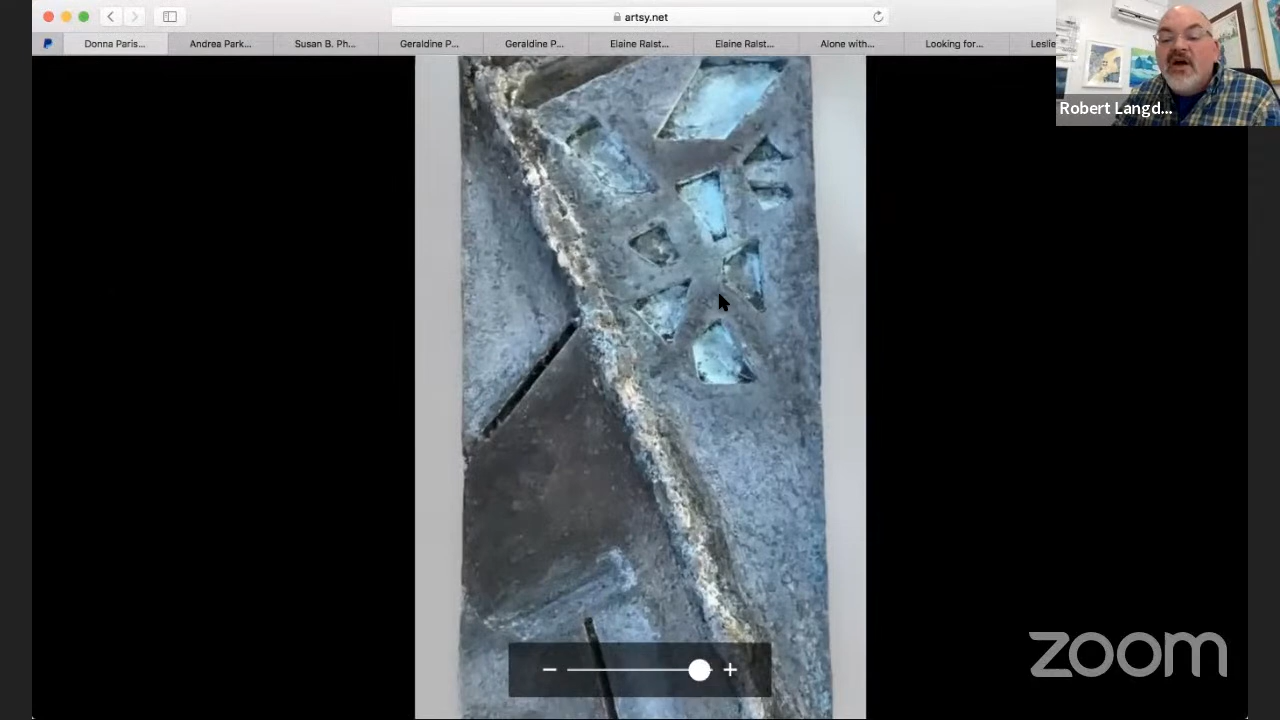 artsy.net
Donna Paris...
Andrea Park...
Susan B. Ph...
Geraldine P...
Geraldine P...
Elaine Ralst...
Elaine Ralst...
Alone with...
Looking for...
Leslie
Robert Langd...
zoom